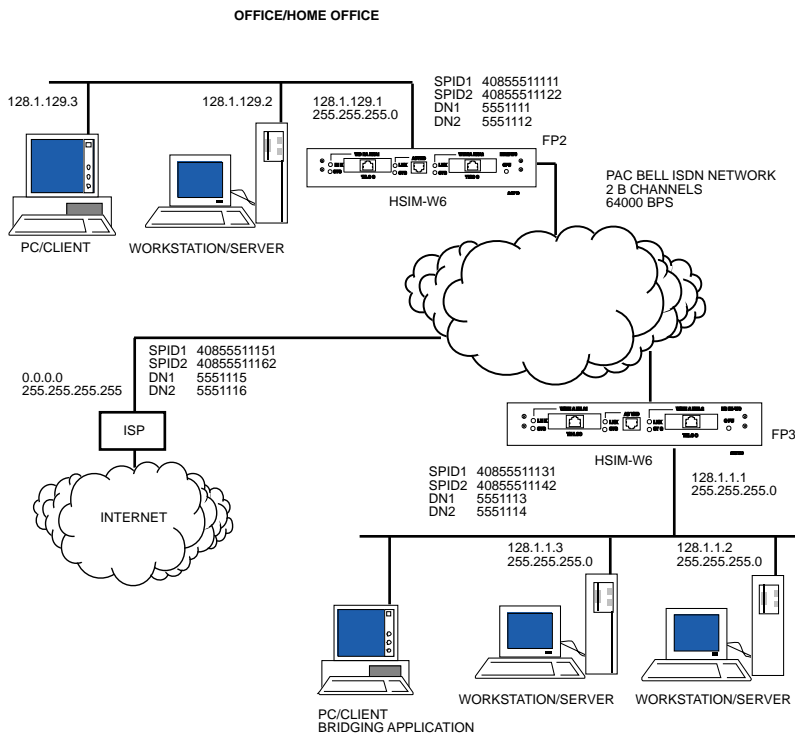 OFFICE/HOME OFFICE
SPID1 40855511111
SPID2 40855511122
DN1 5551111
DN2 5551112
128.1.129.3
128.1.129.2
128.1.129.1
255.255.255.0
FP2
HSIM-W6
PC/CLIENT
WORKSTATION/SERVER
PAC BELL ISDN NETWORK
2 B CHANNELS
64000 BPS
SPID1 40855511151
SPID2 40855511162
DN1 5551115
DN2 5551116
0.0.0.0
255.255.255.255
ISP
INTERNET
FP3
HSIM-W6
SPID1 40855511131
SPID2 40855511142
DN1 5551113
DN2 5551114
128.1.1.1
255.255.255.0
128.1.1.3
255.255.255.0
128.1.1.2
255.255.255.0
WORKSTATION/SERVER
WORKSTATION/SERVER
PC/CLIENT
BRIDGING APPLICATION